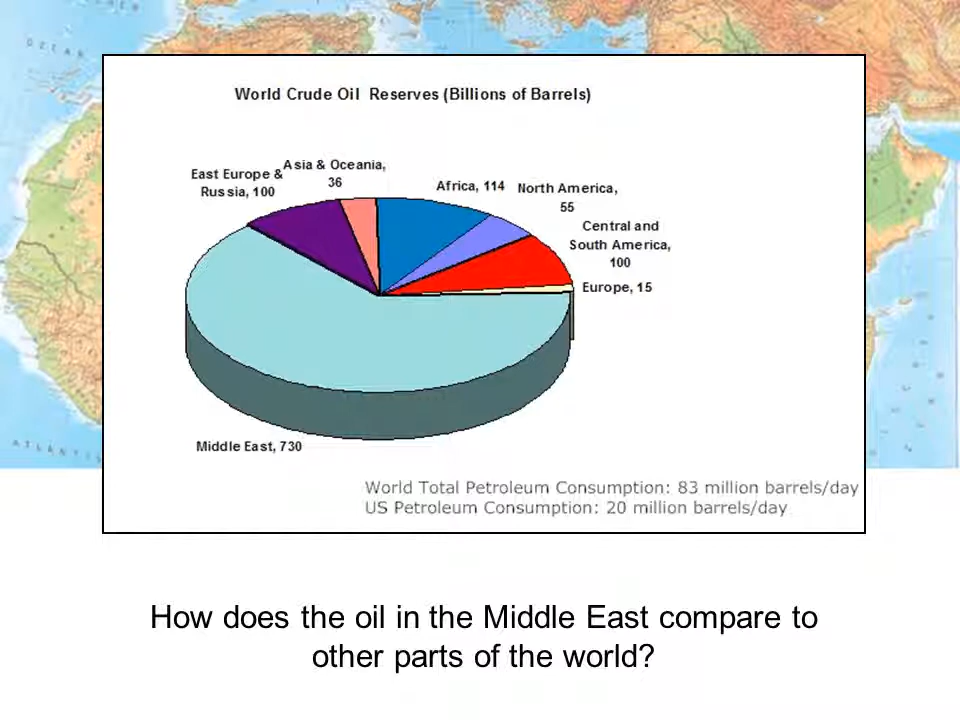 OCEAN
World Crude Oil  Reserves (Billions of Barrels)
East Europe &
Russia, 100
Asia & Oceania,
36
Africa, 114
North America,
55
Central and
South America,
100
Europe, 15
Middle East, 730
World Total Petroleum Consumption: 83 million barrels/day
US Petroleum Consumption: 20 million barrels/day
How does the oil in the Middle East compare to
other parts of the world?